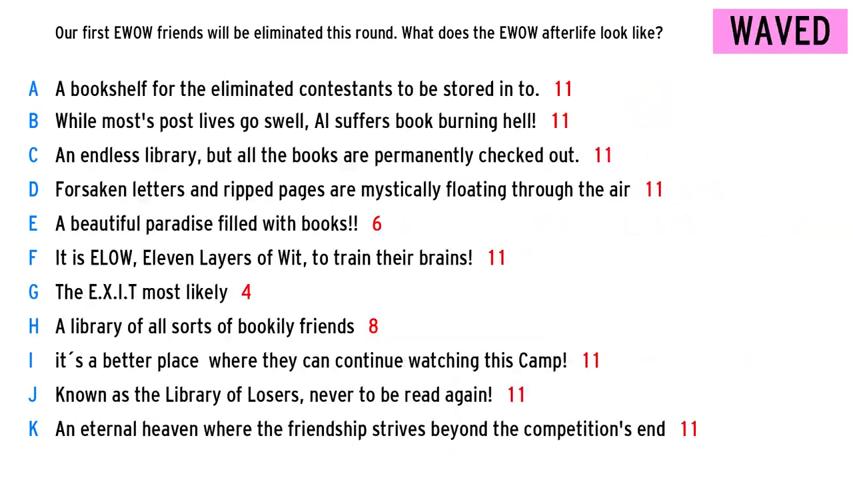 Our first EWOW friends will be eliminated this round. What does the EWOW afterlife look like?
WAVED
A A bookshelf for the eliminated contestants to be stored in to. 11
B While most's post lives go swell, AI suffers book burning hell! 11
C An endless library, but all the books are permanently checked out. 11
D Forsaken letters and ripped pages are mystically floating through the air 11
E A beautiful paradise filled with books!! 6
F It is ELOW, Eleven Layers of Wit, to train their brains! 11
G The E.X.I.T most likely 4
H A library of all sorts of bookily friends 8
I it´s a better place  where they can continue watching this Camp! 11
J Known as the Library of Losers, never to be read again! 11
K An eternal heaven where the friendship strives beyond the competition's end 11